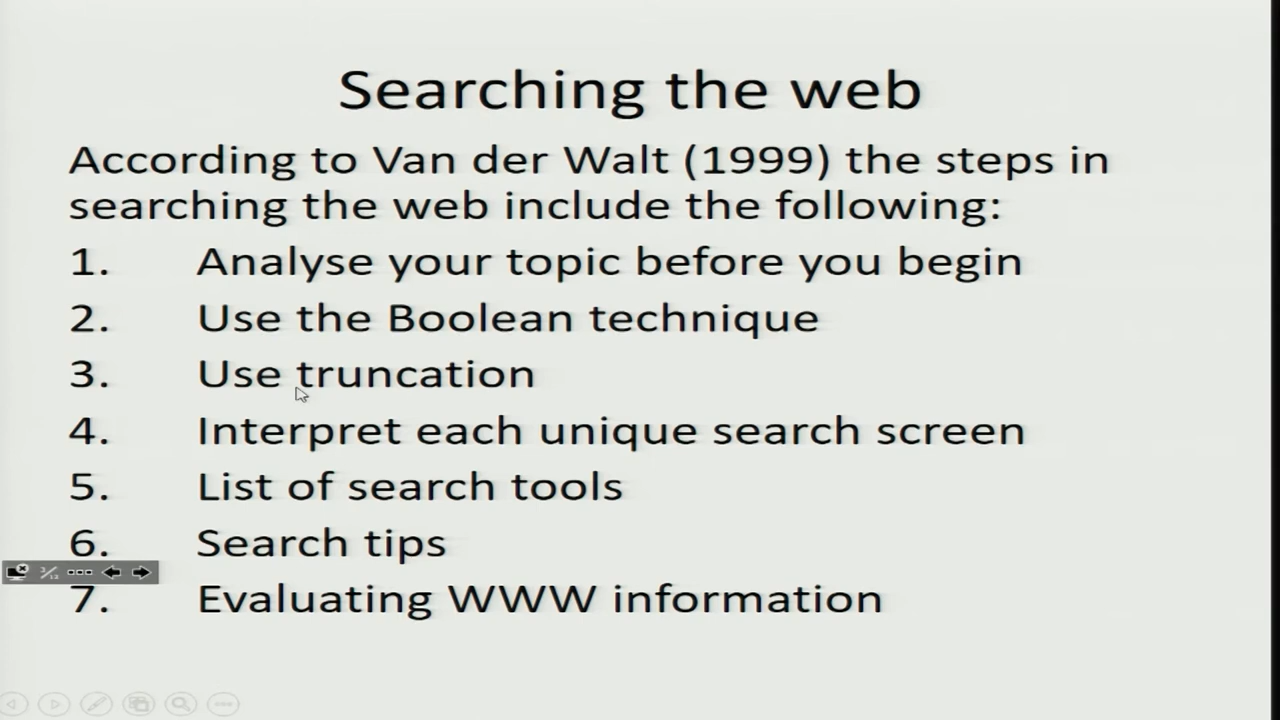 Searching the web
According to Van der Walt (1999) the steps in
searching the web include the following:
1. Analyse your topic before you begin
2. Use the Boolean technique
3. Use truncation
4. Interpret each unique search screen
5. List of search tools
6. Search tips
3/12
7. Evaluating WWW information